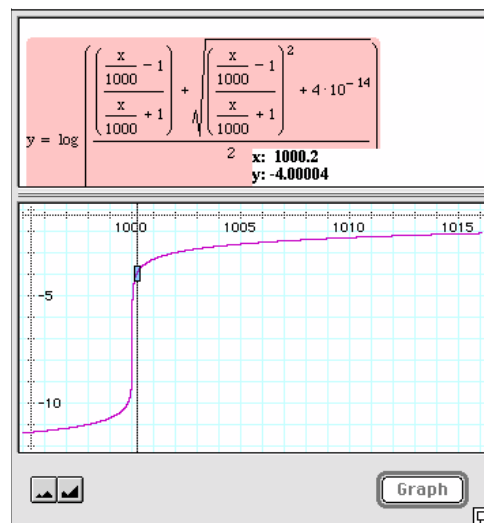 y = log ( ( ( x/1000 − 1 ) / ( x/1000 + 1 ) ) + √( ( ( x/1000 − 1 ) / ( x/1000 + 1 ) )² + 4·10⁻¹⁴ ) ) / 2
x: 1000.2
y: -4.00004
1000 1005 1010 1015
-5
-10
Graph